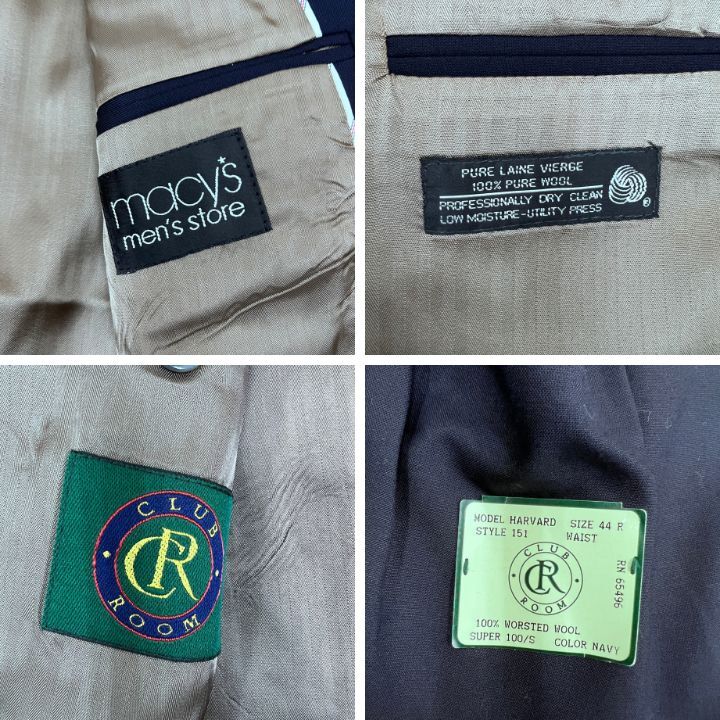 macy's
men's store
PURE LAINE VIERGE
100% PURE WOOL
PROFESSIONALLY DRY CLEAN
LOW MOISTURE-UTILITY PRESS
®
CLUB
CR
ROOM
MODEL HARVARD SIZE 44 R
STYLE 151 WAIST
CLUB
CR
ROOM
RN 65496
100% WORSTED WOOL
SUPER 100/S COLOR NAVY